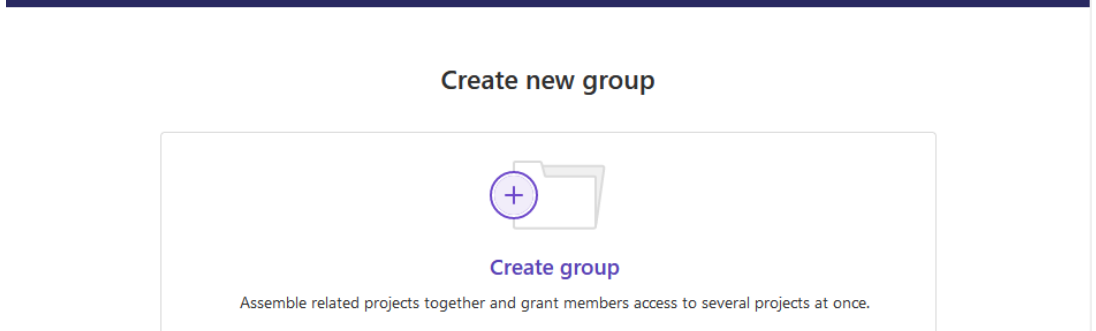 Create new group
Create group
Assemble related projects together and grant members access to several projects at once.